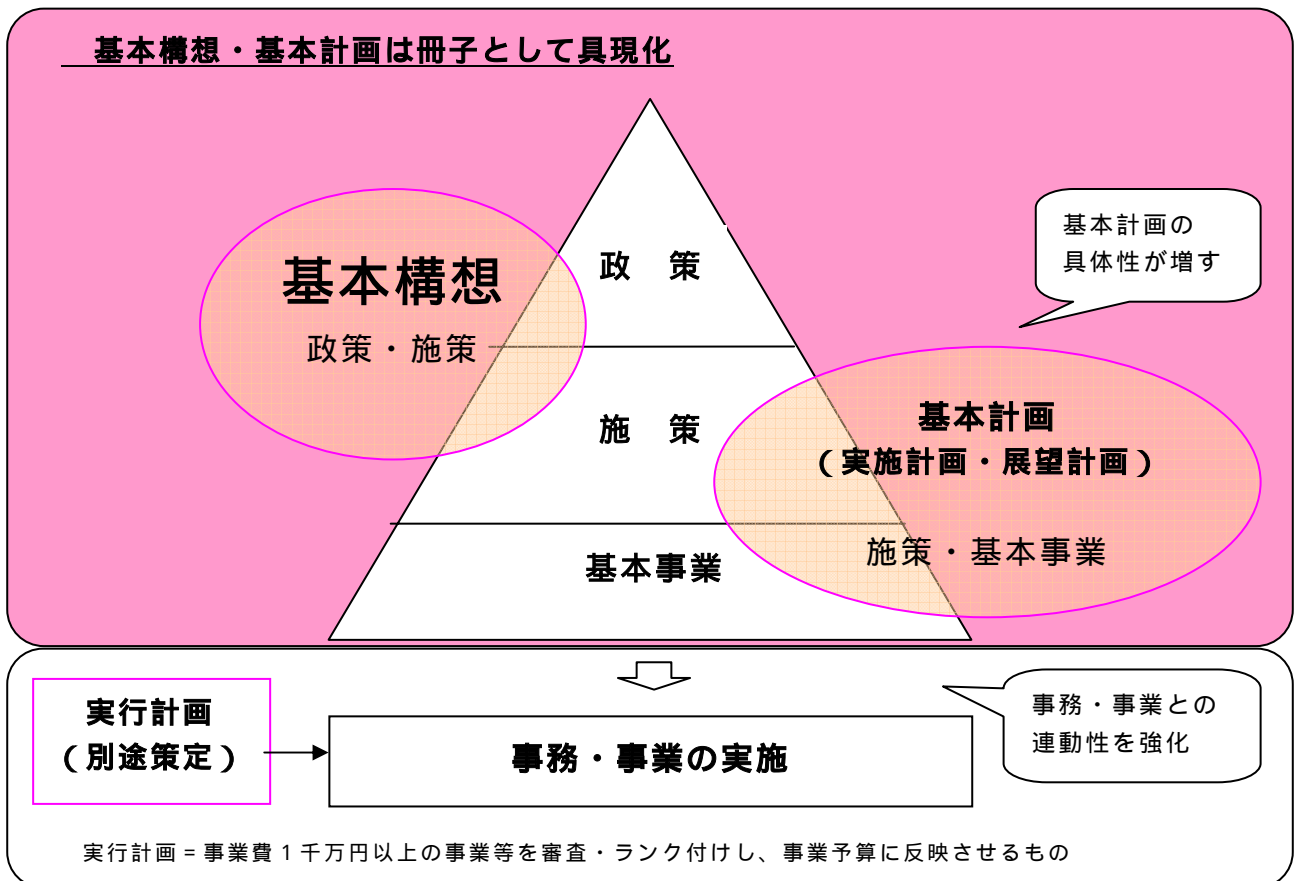 基本構想・基本計画は冊子として具現化
政　策
基本構想
政策・施策
基本計画の
具体性が増す
施　策
基本計画
（実施計画・展望計画）
施策・基本事業
基本事業
実行計画
（別途策定）
事務・事業の実施
事務・事業との
連動性を強化
実行計画＝事業費１千万円以上の事業等を審査・ランク付けし、事業予算に反映させるもの